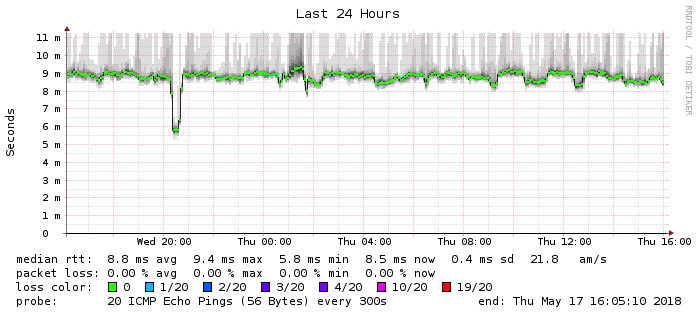 Last 24 Hours
RRDTOOL / TOBI OETIKER
Seconds
11 m
10 m
9 m
8 m
7 m
6 m
5 m
4 m
3 m
2 m
1 m
0
Wed 20:00 Thu 00:00 Thu 04:00 Thu 08:00 Thu 12:00 Thu 16:00
median rtt: 8.8 ms avg 9.4 ms max 5.8 ms min 8.5 ms now 0.4 ms sd 21.8 am/s
packet loss: 0.00 % avg 0.00 % max 0.00 % min 0.00 % now
loss color: 0 1/20 2/20 3/20 4/20 10/20 19/20
probe: 20 ICMP Echo Pings (56 Bytes) every 300s end: Thu May 17 16:05:10 2018